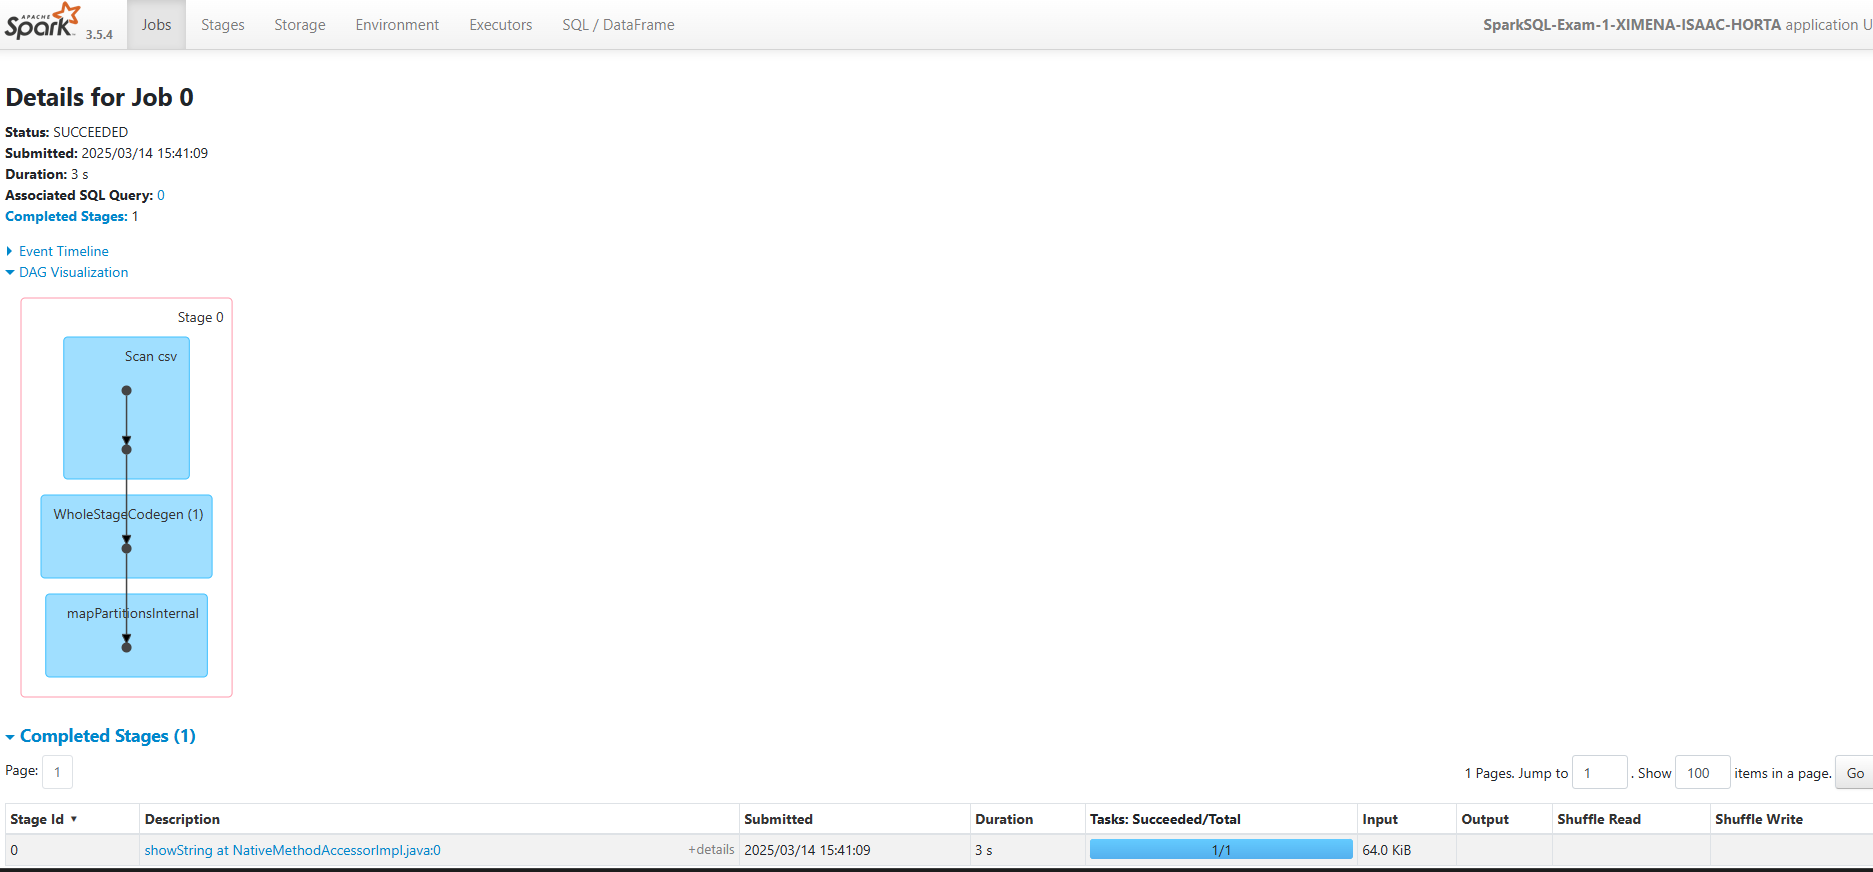 APACHE Spark 3.5.4 Jobs Stages Storage Environment Executors SQL / DataFrame SparkSQL-Exam-1-XIMENA-ISAAC-HORTA application U
Details for Job 0
Status: SUCCEEDED
Submitted: 2025/03/14 15:41:09
Duration: 3 s
Associated SQL Query: 0
Completed Stages: 1
Event Timeline
DAG Visualization
Stage 0
Scan csv
WholeStageCodegen (1)
mapPartitionsInternal
Completed Stages (1)
Page: 1 1 Pages. Jump to 1 . Show 100 items in a page. Go
Stage Id ▾ Description Submitted Duration Tasks: Succeeded/Total Input Output Shuffle Read Shuffle Write
0 showString at NativeMethodAccessorImpl.java:0 +details 2025/03/14 15:41:09 3 s 1/1 64.0 KiB